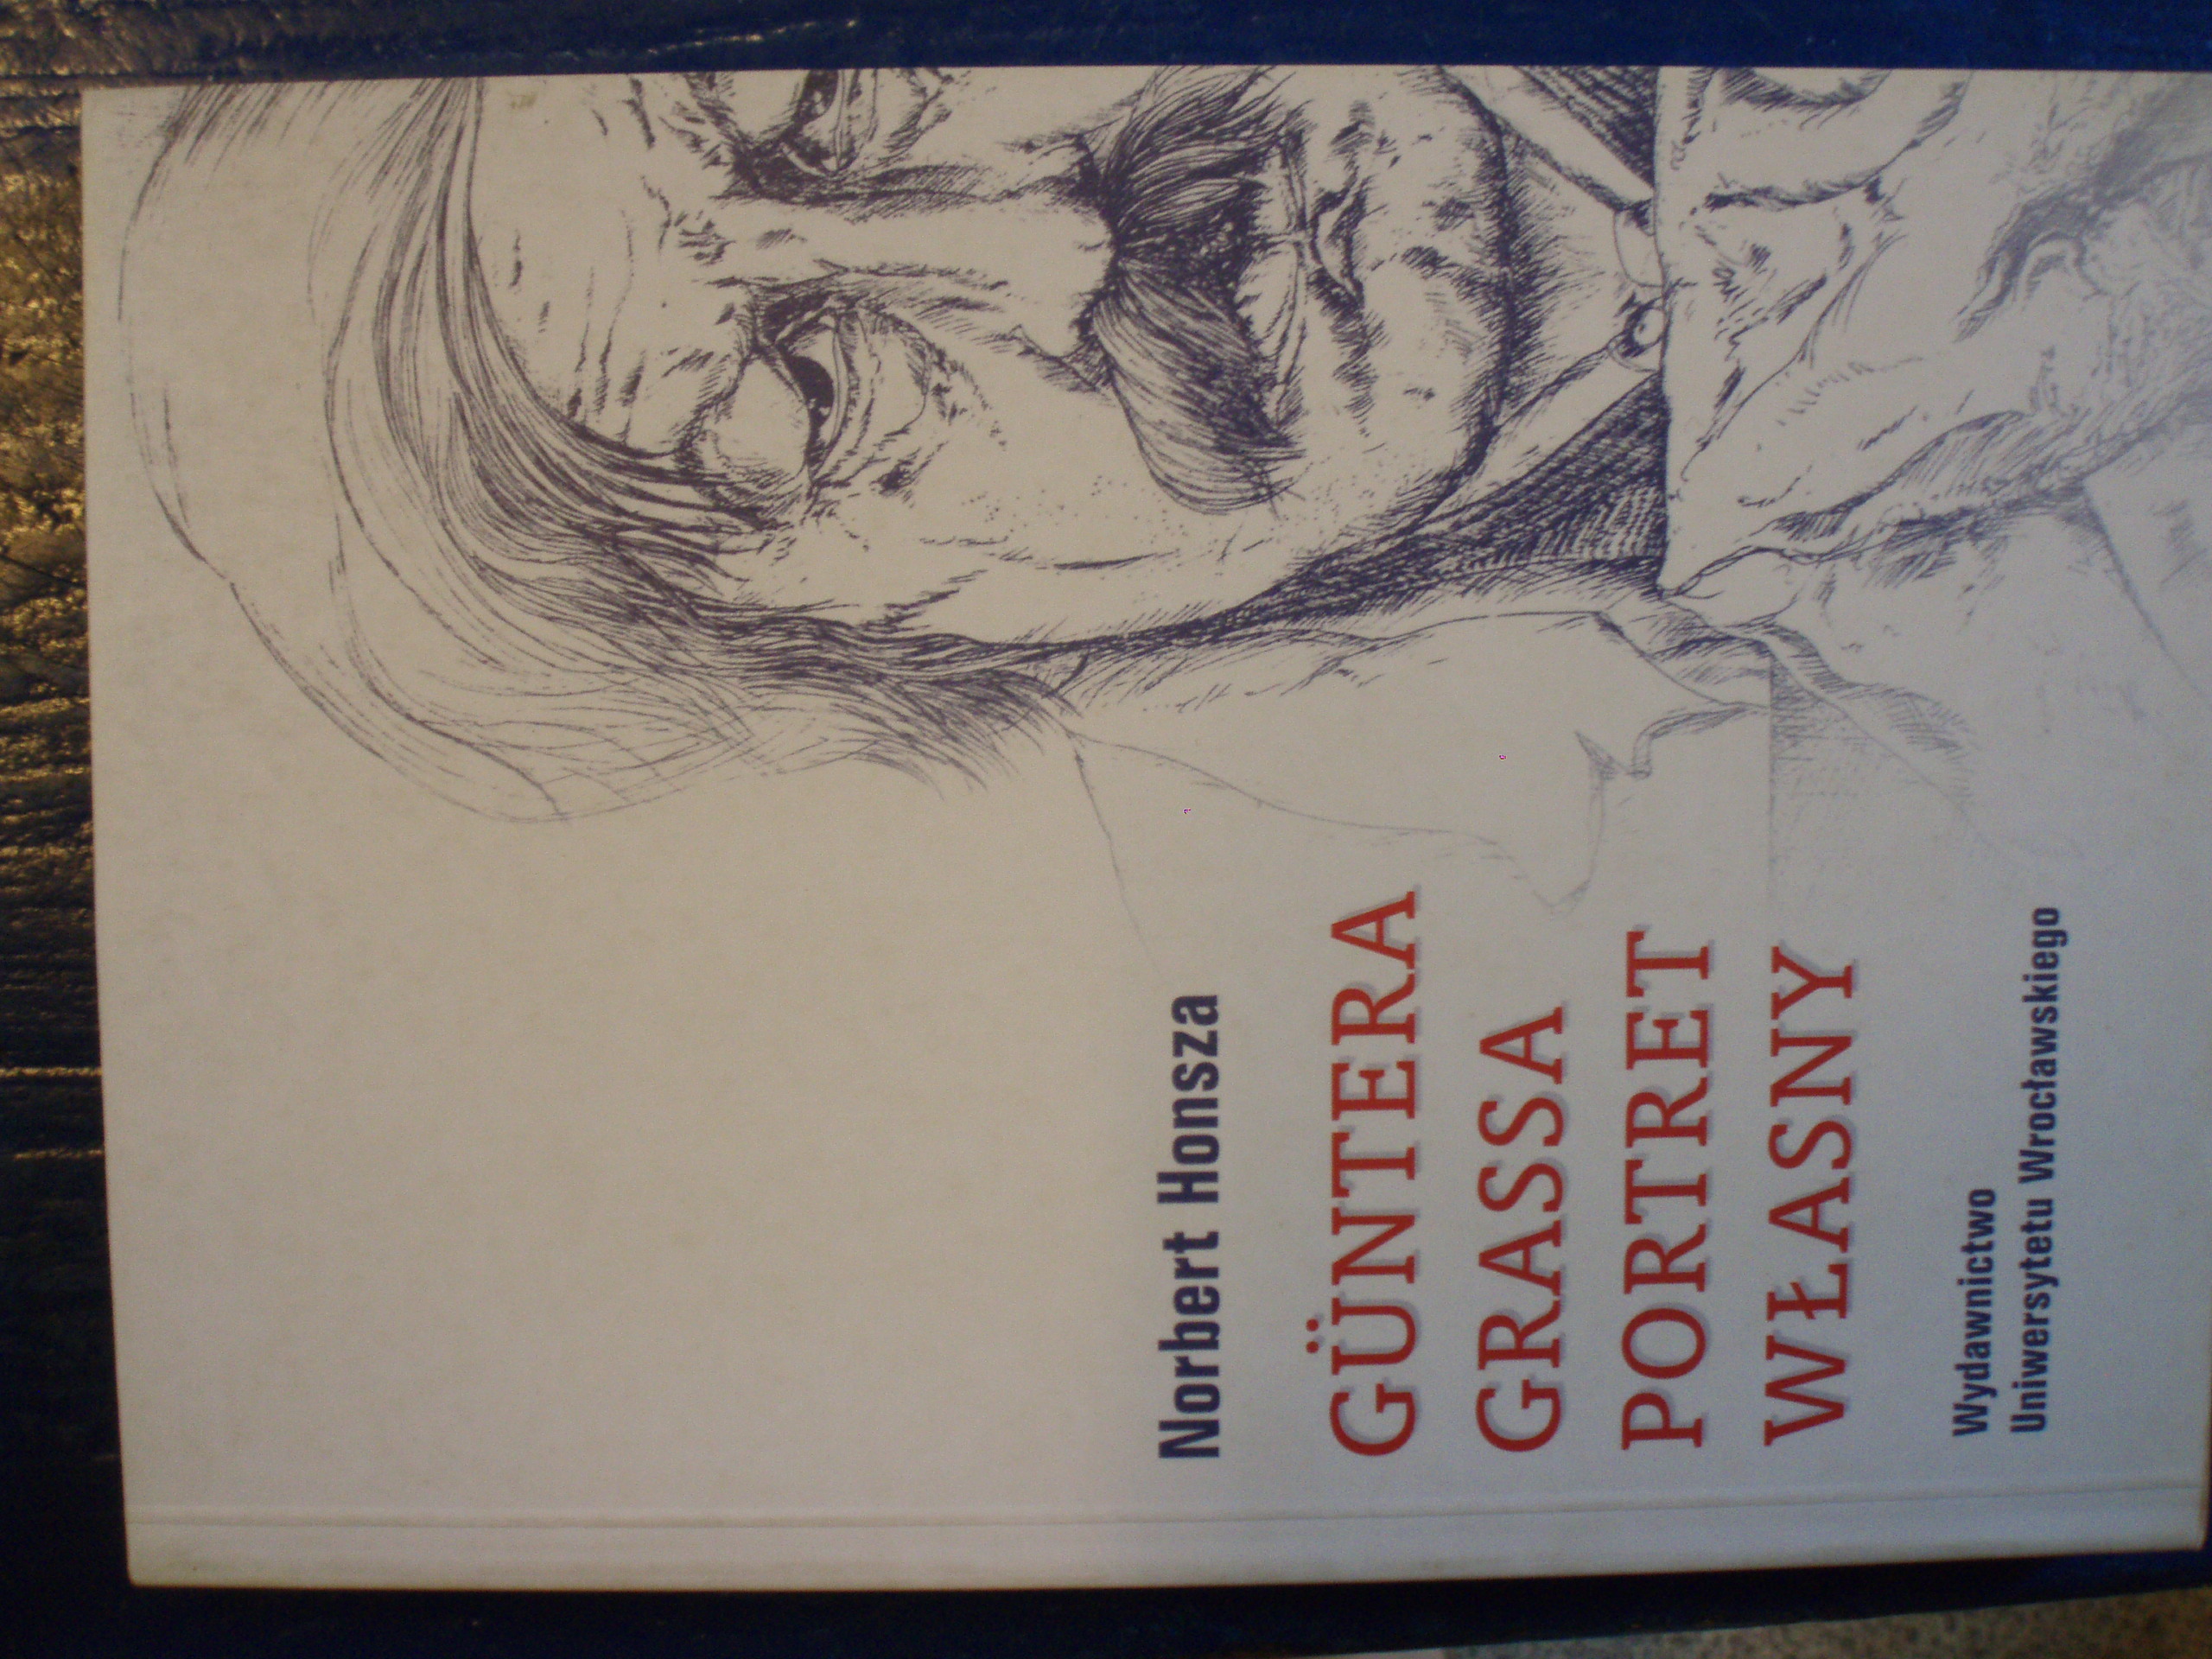 Norbert Honsza
GÜNTERA
GRASSA
PORTRET
WŁASNY
Wydawnictwo
Uniwersytetu Wrocławskiego